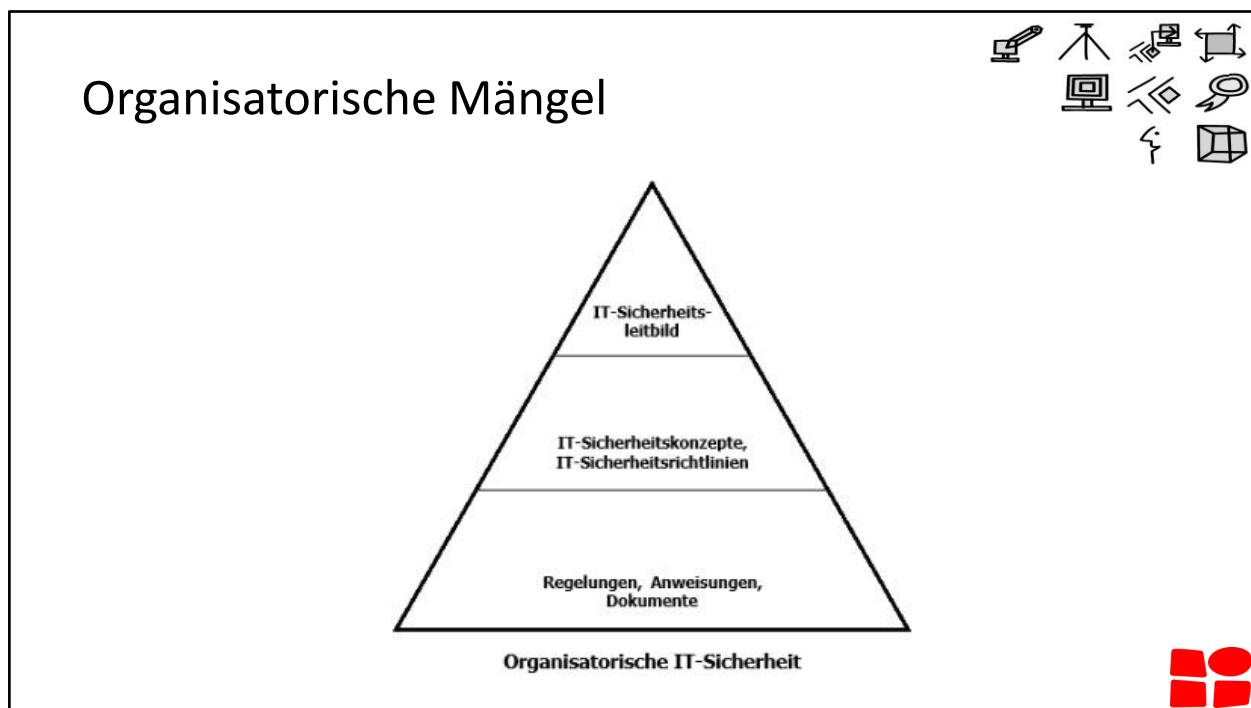 Organisatorische Mängel
IT-Sicherheits-
leitbild
IT-Sicherheitskonzepte,
IT-Sicherheitsrichtlinien
Regelungen, Anweisungen,
Dokumente
Organisatorische IT-Sicherheit